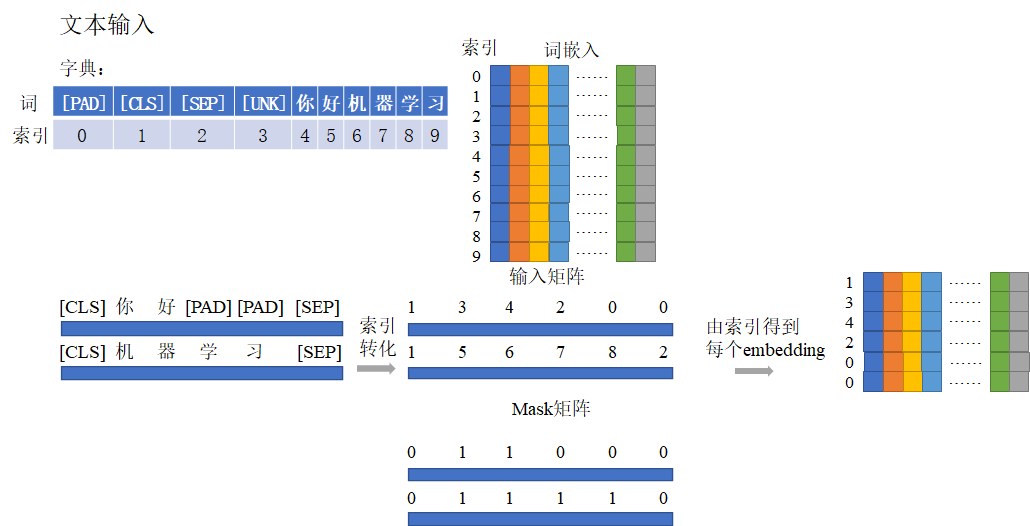 文本输入
字典：
词 [PAD] [CLS] [SEP] [UNK] 你 好 机 器 学 习
索引 0 1 2 3 4 5 6 7 8 9
索引 词嵌入
0 ······
1 ······
2 ······
3 ······
4 ······
5 ······
6 ······
7 ······
8 ······
9 ······
[CLS] 你 好 [PAD] [PAD] [SEP]
[CLS] 机 器 学 习 [SEP]
索引
转化
输入矩阵
1 3 4 2 0 0
1 5 6 7 8 2
Mask矩阵
0 1 1 0 0 0
0 1 1 1 1 0
由索引得到
每个embedding
1 ······
3 ······
4 ······
2 ······
0 ······
0 ······